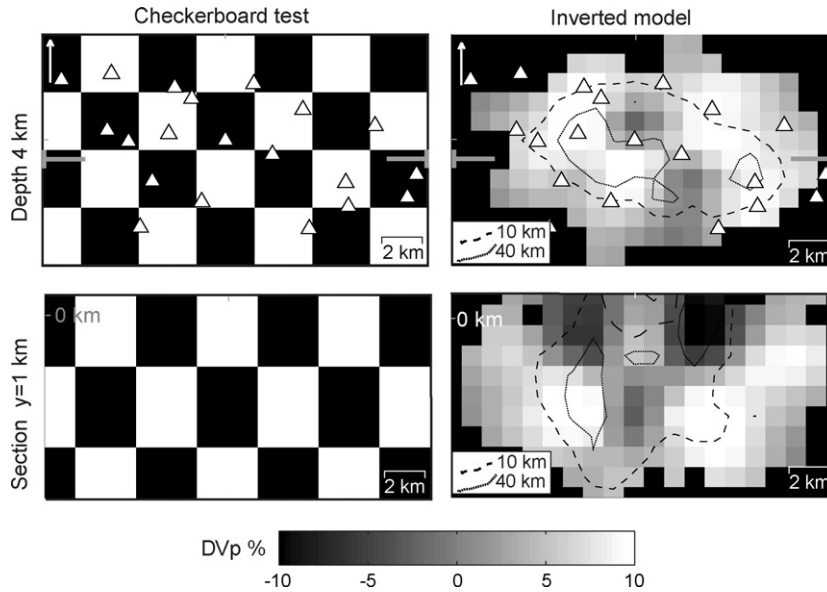 Checkerboard test
Inverted model
Depth 4 km
2 km
10 km
40 km
2 km
Section y=1 km
0 km
2 km
0 km
10 km
40 km
2 km
DVp %
-10
-5
0
5
10